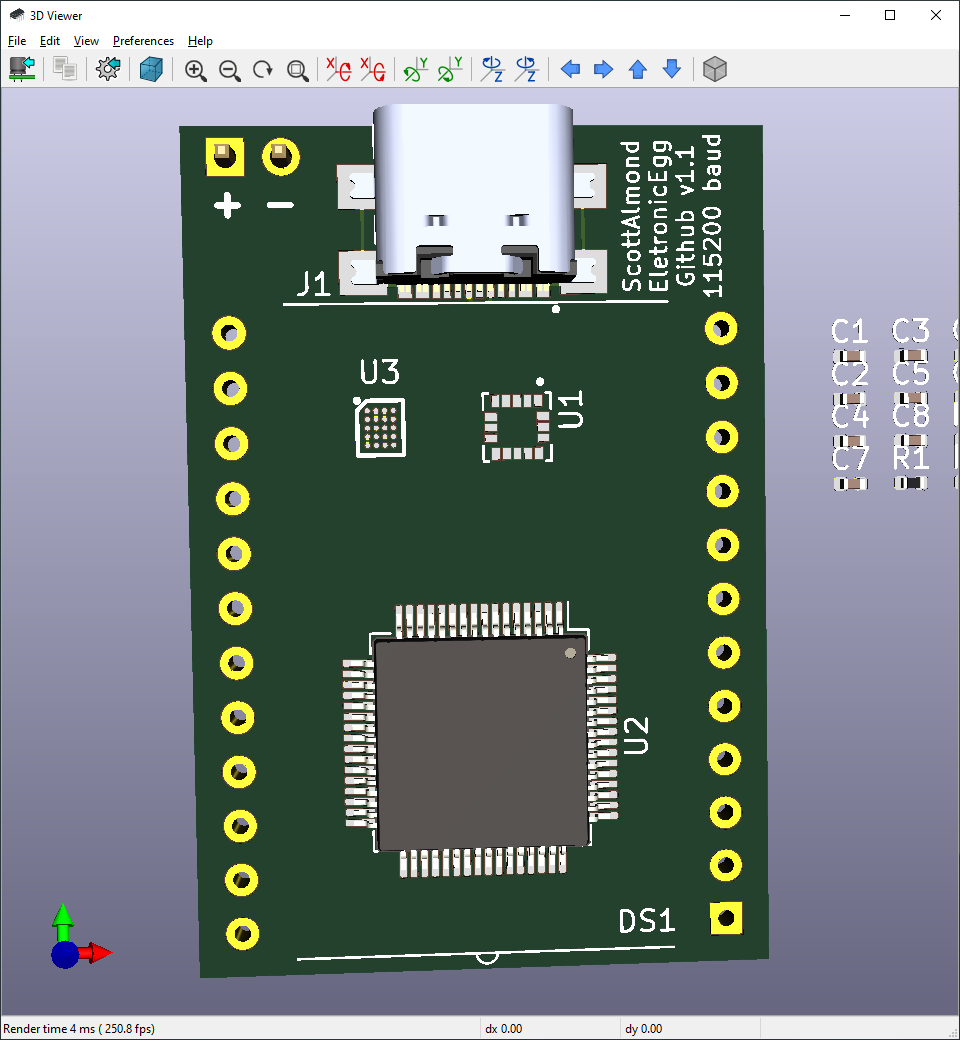 3D Viewer
File Edit View Preferences Help
X X Y Y Z Z
+ −
ScottAlmond
EletronicEgg
Github v1.1
115200 baud
J1
U3
U1
C1 C3
C2 C5
C4 C8
C7 R1
U2
DS1
Render time 4 ms ( 250.8 fps) dx 0.00 dy 0.00